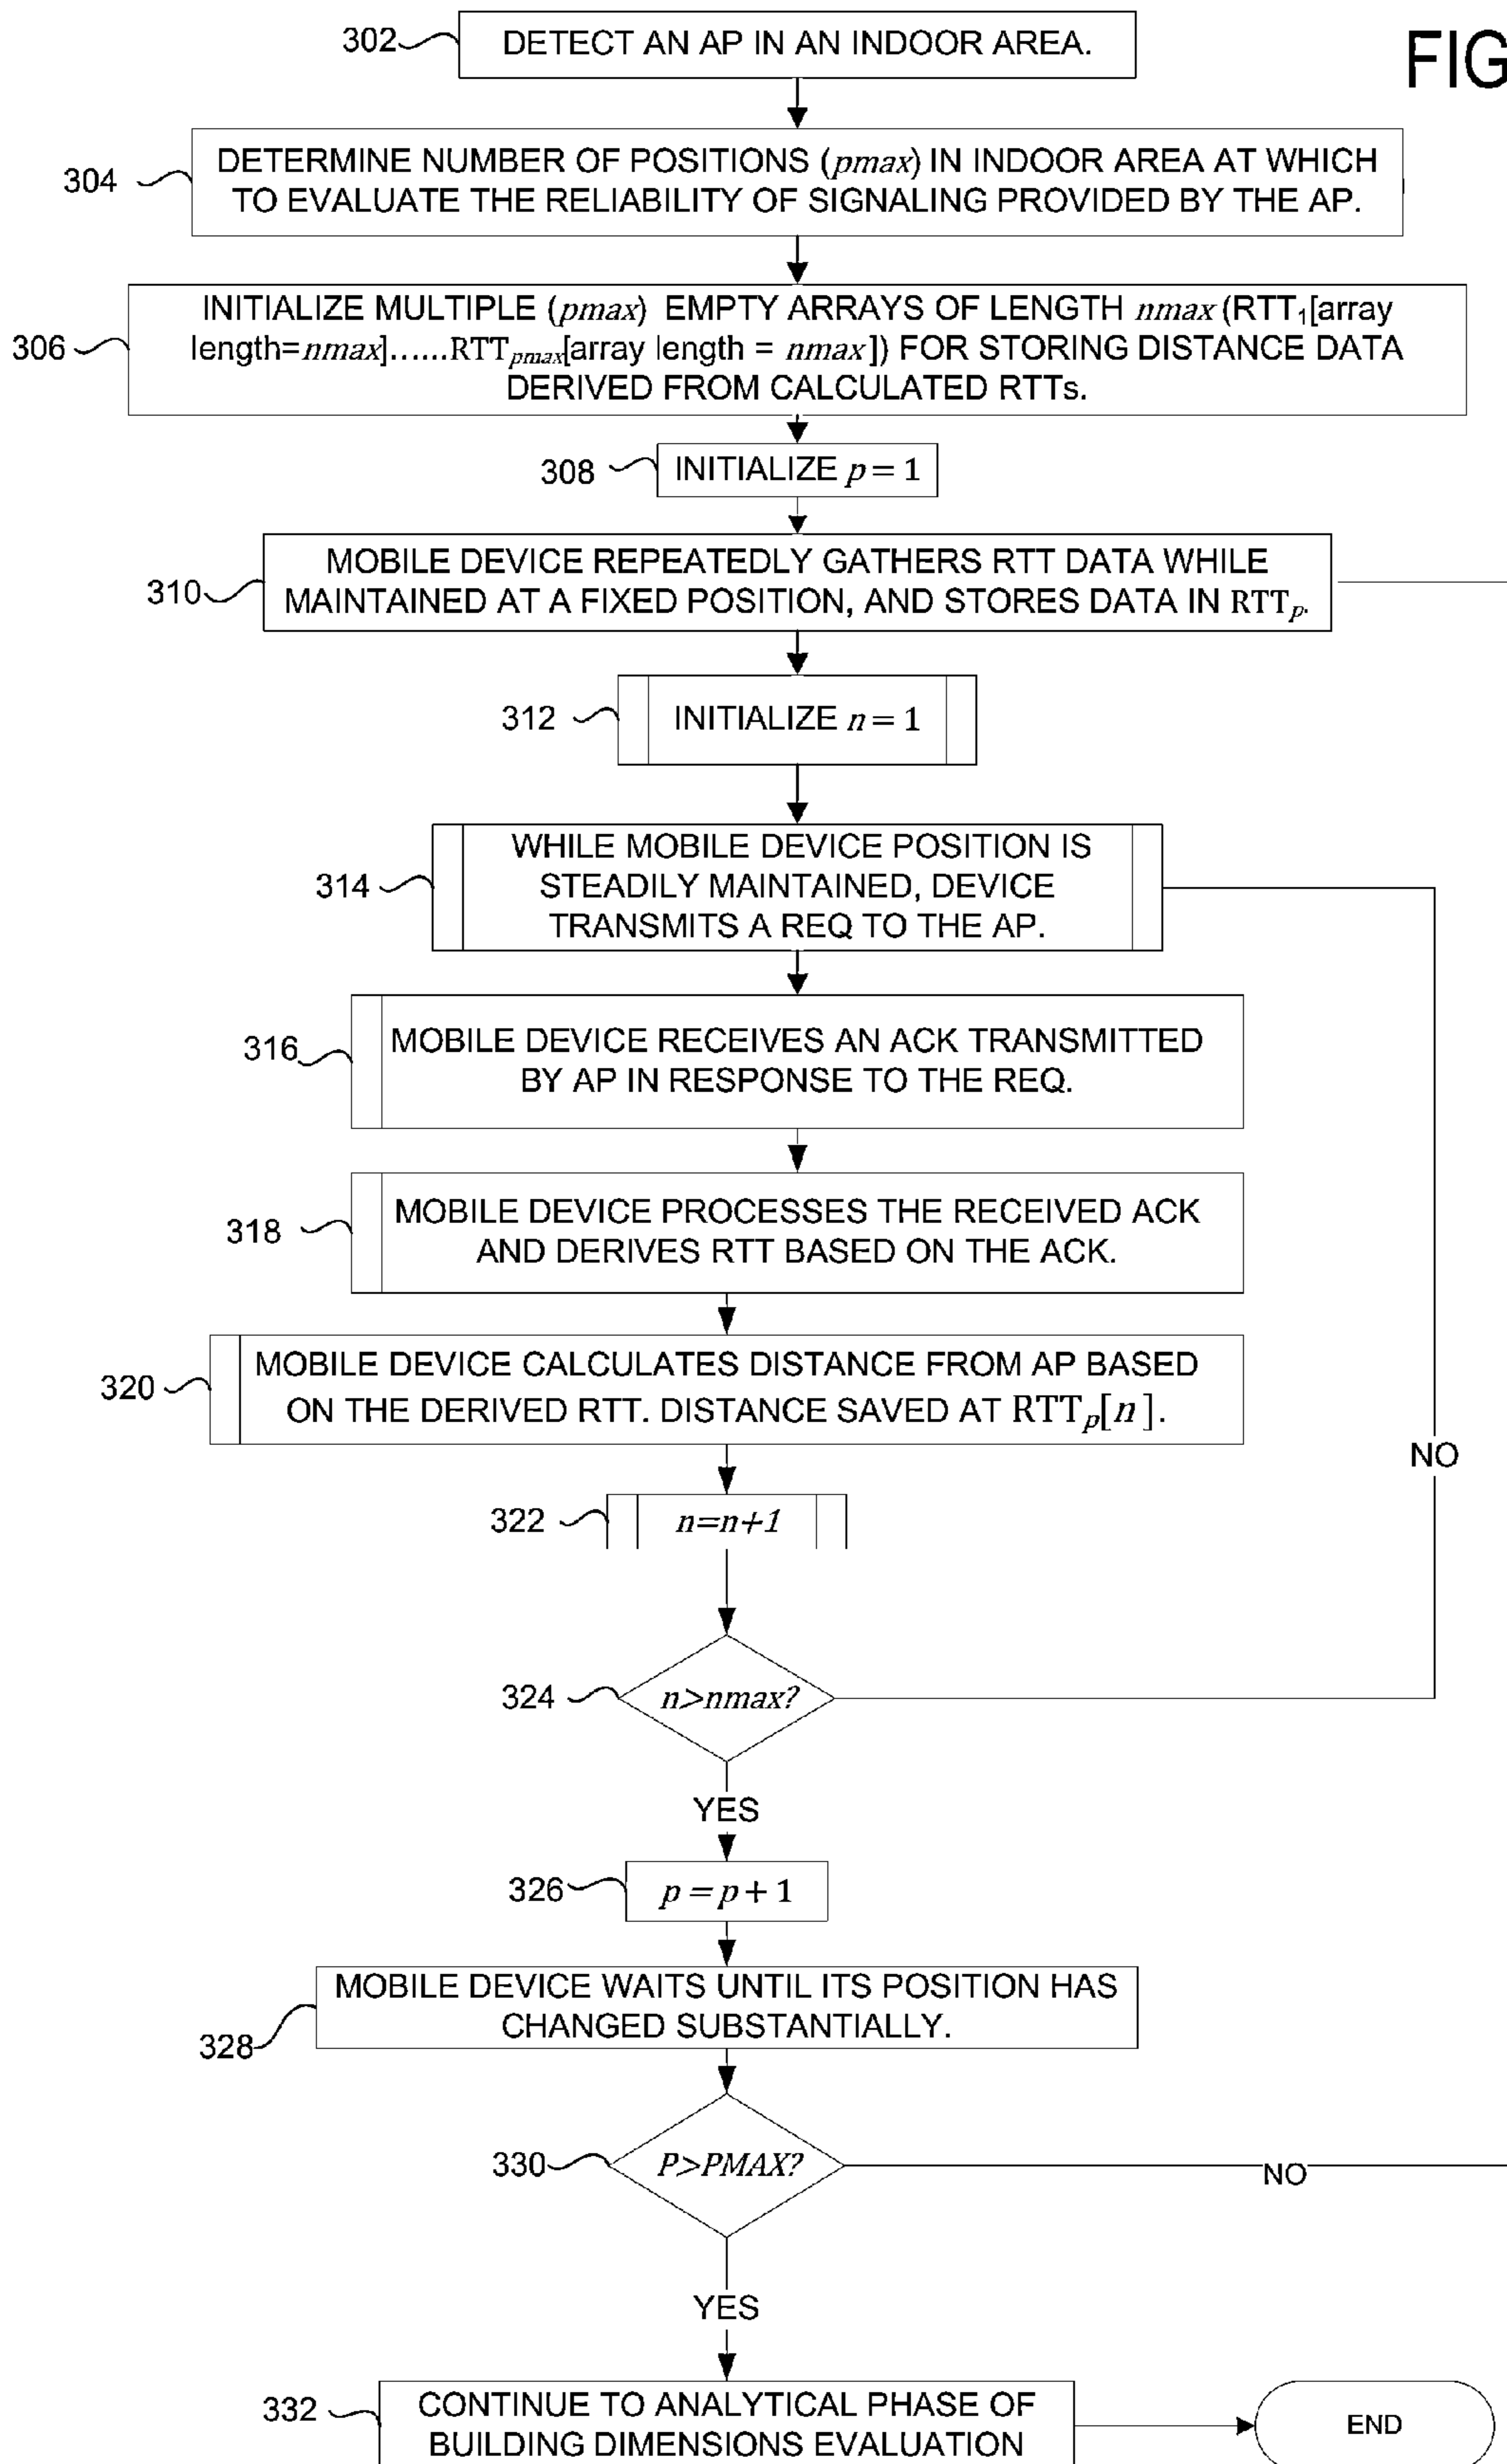 FIG
302
DETECT AN AP IN AN INDOOR AREA.
304
DETERMINE NUMBER OF POSITIONS (pmax) IN INDOOR AREA AT WHICH
TO EVALUATE THE RELIABILITY OF SIGNALING PROVIDED BY THE AP.
306
INITIALIZE MULTIPLE (pmax) EMPTY ARRAYS OF LENGTH nmax (RTT₁[array
length=nmax]......RTTpmax[array length = nmax]) FOR STORING DISTANCE DATA
DERIVED FROM CALCULATED RTTs.
308
INITIALIZE p = 1
310
MOBILE DEVICE REPEATEDLY GATHERS RTT DATA WHILE
MAINTAINED AT A FIXED POSITION, AND STORES DATA IN RTTp.
312
INITIALIZE n = 1
314
WHILE MOBILE DEVICE POSITION IS
STEADILY MAINTAINED, DEVICE
TRANSMITS A REQ TO THE AP.
316
MOBILE DEVICE RECEIVES AN ACK TRANSMITTED
BY AP IN RESPONSE TO THE REQ.
318
MOBILE DEVICE PROCESSES THE RECEIVED ACK
AND DERIVES RTT BASED ON THE ACK.
320
MOBILE DEVICE CALCULATES DISTANCE FROM AP BASED
ON THE DERIVED RTT. DISTANCE SAVED AT RTTp[n].
NO
322
n=n+1
324
n>nmax?
YES
326
p = p + 1
328
MOBILE DEVICE WAITS UNTIL ITS POSITION HAS
CHANGED SUBSTANTIALLY.
330
P>PMAX?
NO
YES
332
CONTINUE TO ANALYTICAL PHASE OF
BUILDING DIMENSIONS EVALUATION
END